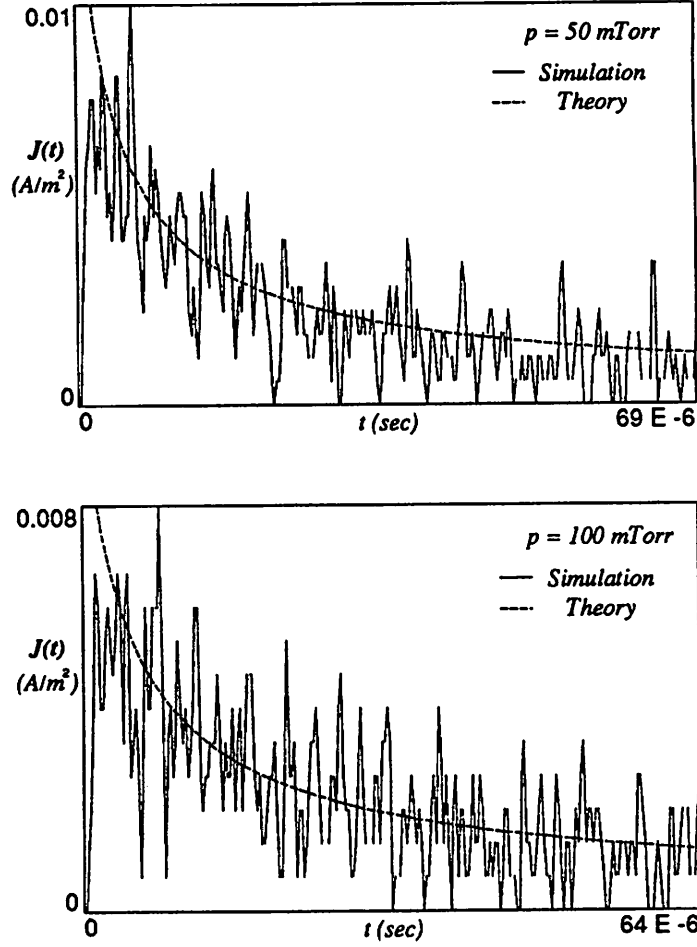 0.01
p = 50 mTorr
Simulation
Theory
J(t)
(A/m²)
0
0
t (sec)
69 E -6
0.008
p = 100 mTorr
Simulation
Theory
J(t)
(A/m²)
0
0
t (sec)
64 E -6